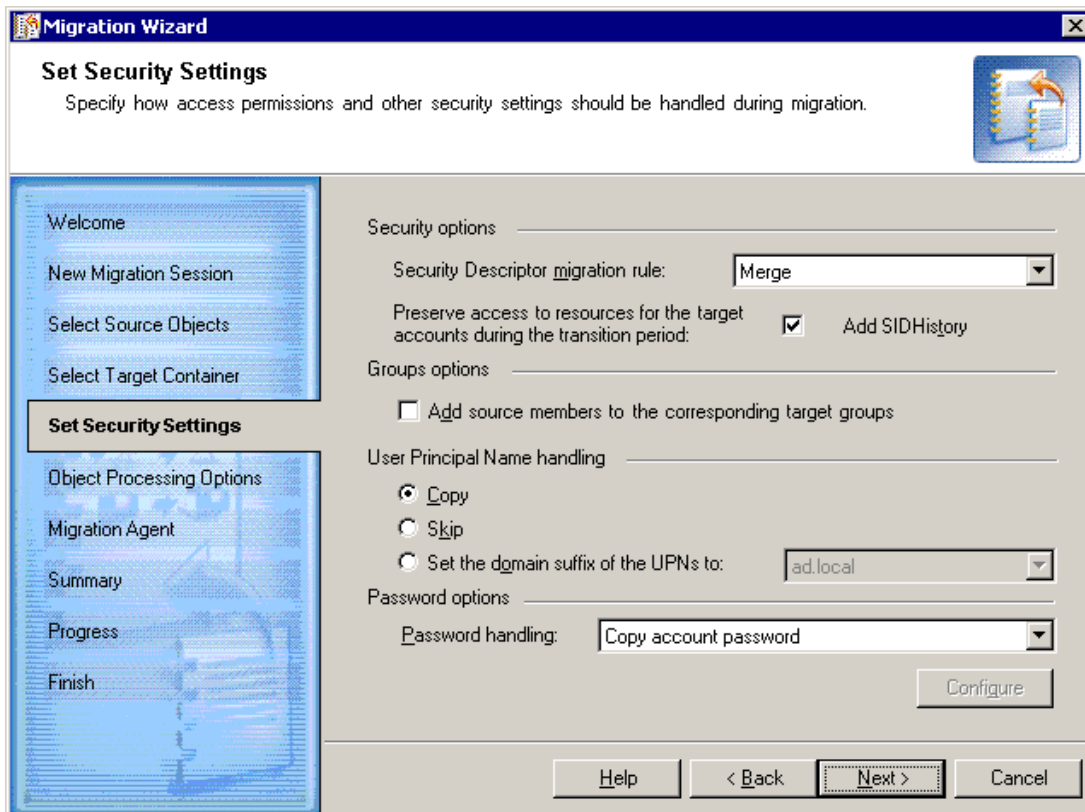 Migration Wizard
Set Security Settings
Specify how access permissions and other security settings should be handled during migration.
Welcome
New Migration Session
Select Source Objects
Select Target Container
Set Security Settings
Object Processing Options
Migration Agent
Summary
Progress
Finish
Security options
Security Descriptor migration rule: Merge
Preserve access to resources for the target
accounts during the transition period: Add SIDHistory
Groups options
Add source members to the corresponding target groups
User Principal Name handling
Copy
Skip
Set the domain suffix of the UPNs to: ad.local
Password options
Password handling: Copy account password
Configure
Help < Back Next > Cancel